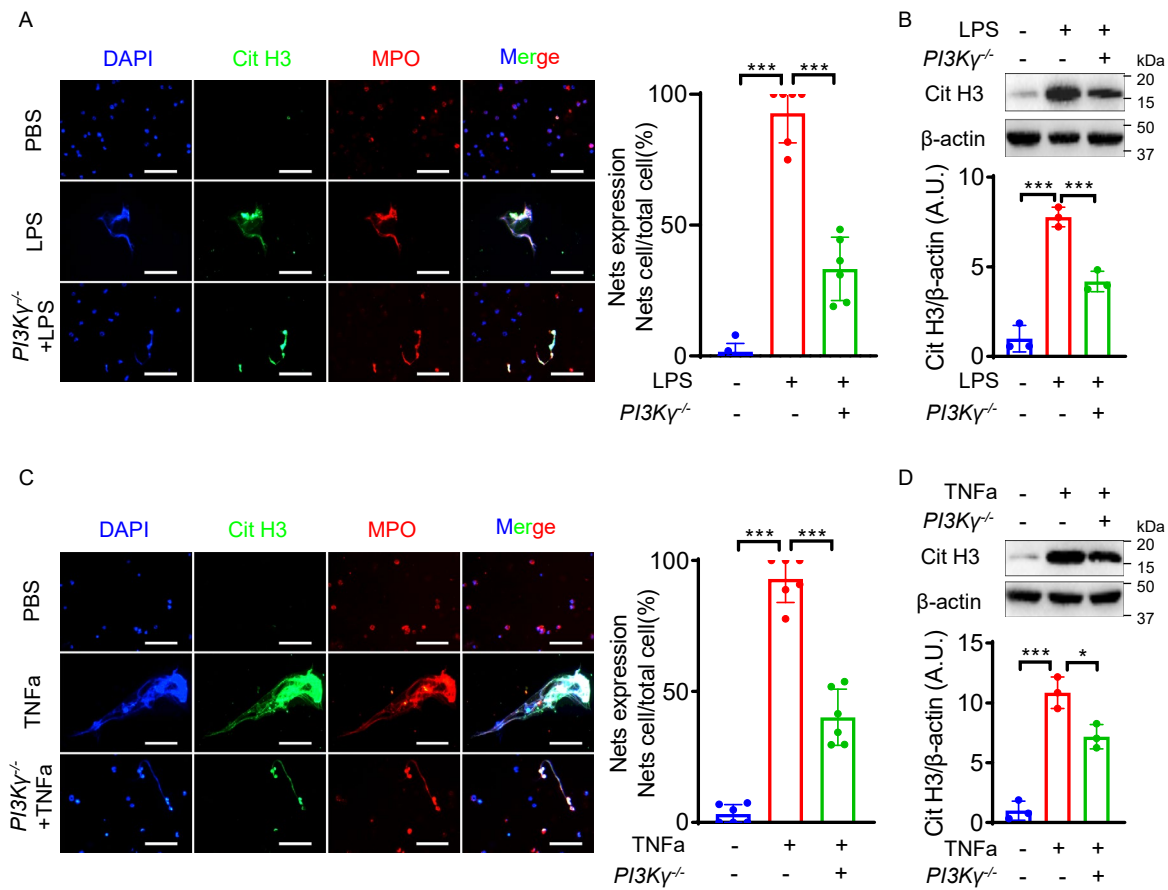 A
DAPI Cit H3 MPO Merge
PBS
LPS
PI3Kγ-/-
+LPS
Nets expression
Nets cell/total cell(%)
100
50
0
*** ***
LPS - + +
PI3Kγ-/- - - +
B
LPS - + +
PI3Kγ-/- - - + kDa
Cit H3 20
15
β-actin 50
37
Cit H3/β-actin (A.U.)
10
5
0
*** ***
LPS - + +
PI3Kγ-/- - - +
C
DAPI Cit H3 MPO Merge
PBS
TNFa
PI3Kγ-/-
+TNFa
Nets expression
Nets cell/total cell(%)
100
50
0
*** ***
TNFa - + +
PI3Kγ-/- - - +
D
TNFa - + +
PI3Kγ-/- - - + kDa
Cit H3 20
15
β-actin 50
37
Cit H3/β-actin (A.U.)
15
10
5
0
*** *
TNFa - + +
PI3Kγ-/- - - +